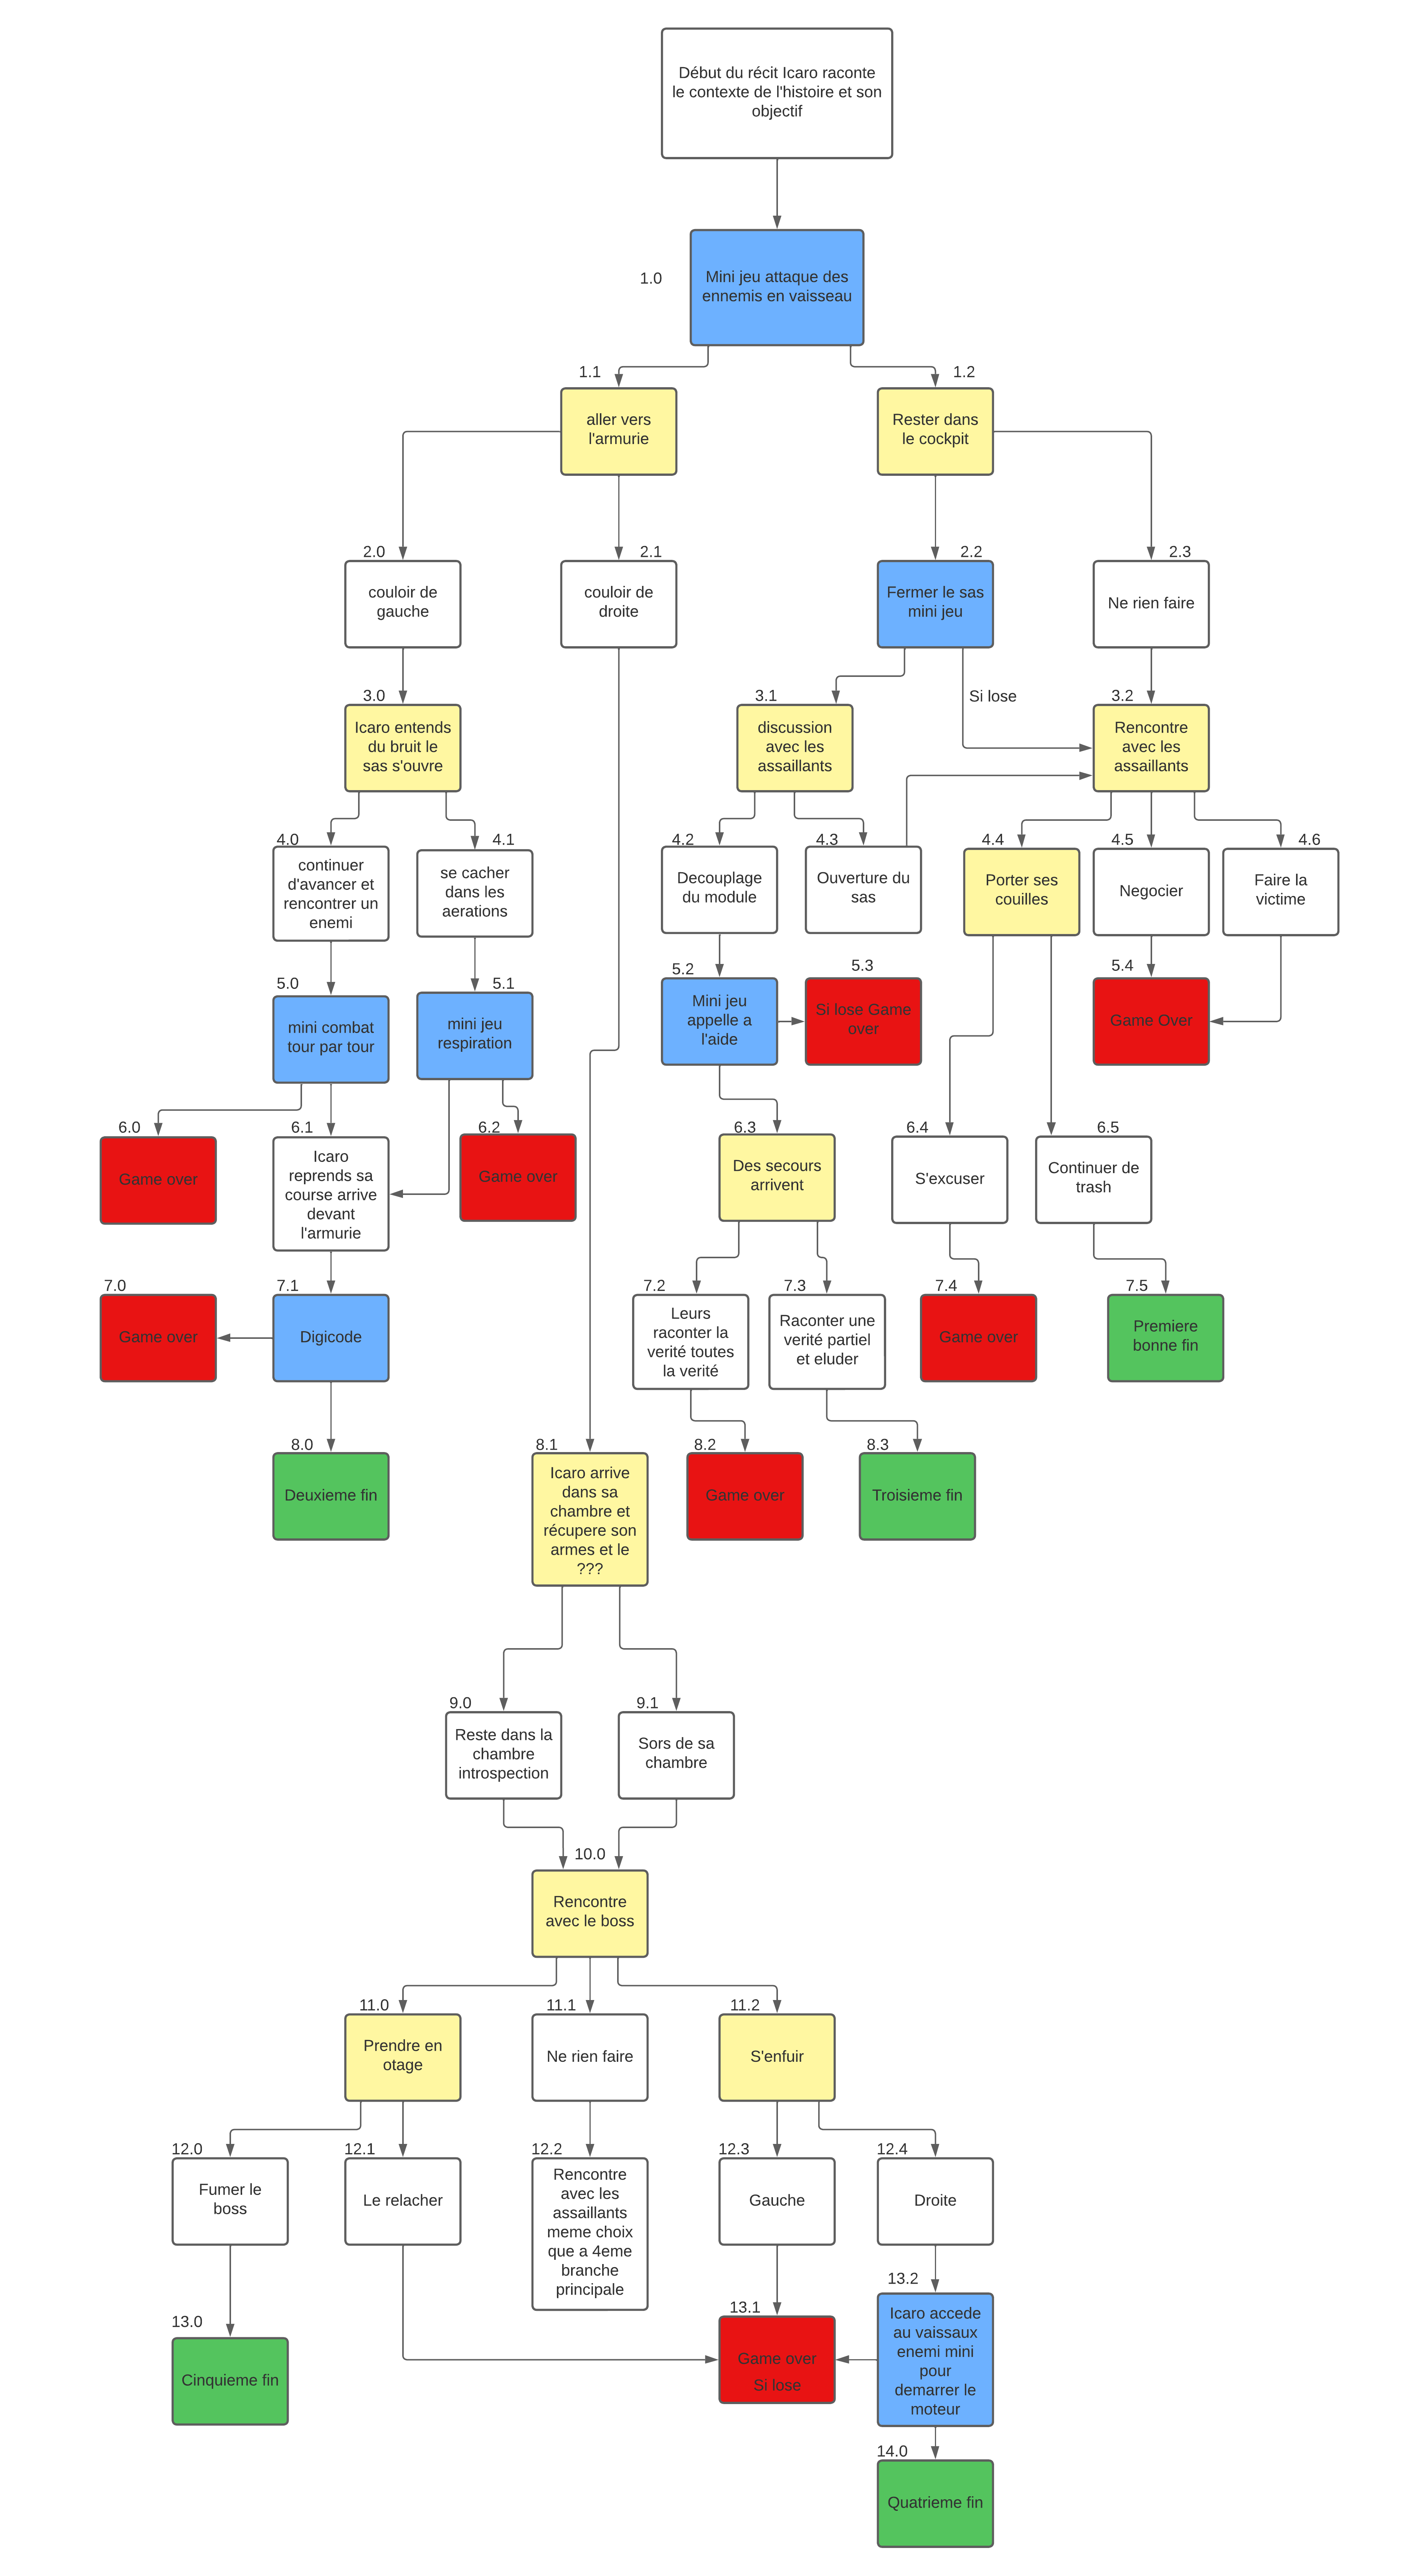 Début du récit Icaro raconte
le contexte de l'histoire et son
objectif
1.0
Mini jeu attaque des
ennemis en vaisseau
1.1
1.2
aller vers
l'armurie
Rester dans
le cockpit
2.0
2.1
2.2
2.3
couloir de
gauche
couloir de
droite
Fermer le sas
mini jeu
Ne rien faire
Si lose
3.0
3.1
3.2
Icaro entends
du bruit le
sas s'ouvre
discussion
avec les
assaillants
Rencontre
avec les
assaillants
4.0
4.1
4.2
4.3
4.4
4.5
4.6
continuer
d'avancer et
rencontrer un
enemi
se cacher
dans les
aerations
Decouplage
du module
Ouverture du
sas
Porter ses
couilles
Negocier
Faire la
victime
5.0
5.1
5.2
5.3
5.4
mini combat
tour par tour
mini jeu
respiration
Mini jeu
appelle a
l'aide
Si lose Game
over
Game Over
6.0
6.1
6.2
6.3
6.4
6.5
Game over
Icaro
reprends sa
course arrive
devant
l'armurie
Game over
Des secours
arrivent
S'excuser
Continuer de
trash
7.0
7.1
7.2
7.3
7.4
7.5
Game over
Digicode
Leurs
raconter la
verité toutes
la verité
Raconter une
verité partiel
et eluder
Game over
Premiere
bonne fin
8.0
8.1
8.2
8.3
Deuxieme fin
Icaro arrive
dans sa
chambre et
récupere son
armes et le
???
Game over
Troisieme fin
9.0
9.1
Reste dans la
chambre
introspection
Sors de sa
chambre
10.0
Rencontre
avec le boss
11.0
11.1
11.2
Prendre en
otage
Ne rien faire
S'enfuir
12.0
12.1
12.2
12.3
12.4
Fumer le
boss
Le relacher
Rencontre
avec les
assaillants
meme choix
que a 4eme
branche
principale
Gauche
Droite
13.0
13.1
13.2
Cinquieme fin
Game over
Si lose
Icaro accede
au vaissaux
enemi mini
pour
demarrer le
moteur
14.0
Quatrieme fin